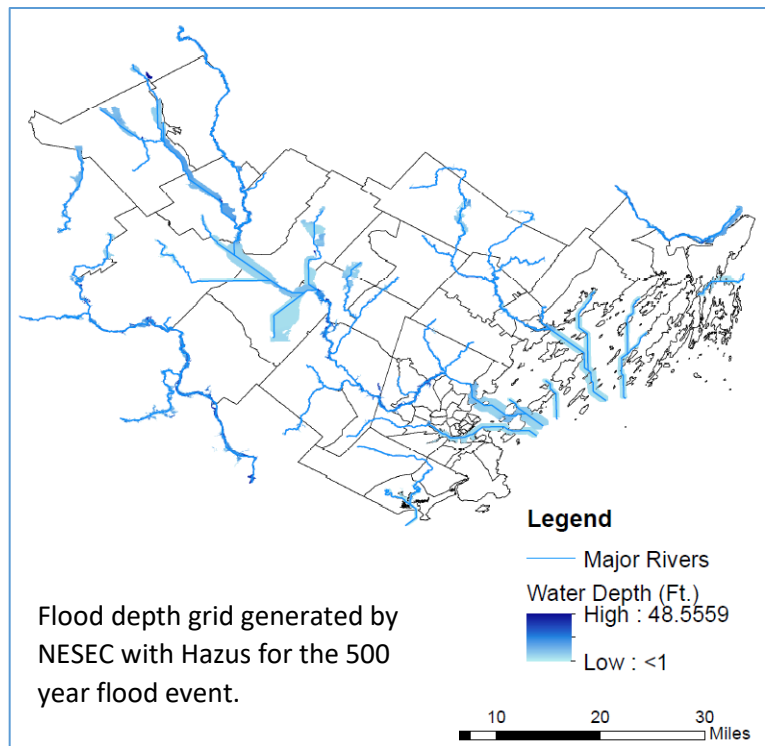 Legend
Major Rivers
Water Depth (Ft.)
High : 48.5559
Low : <1
Flood depth grid generated by
NESEC with Hazus for the 500
year flood event.
10 20 30
Miles